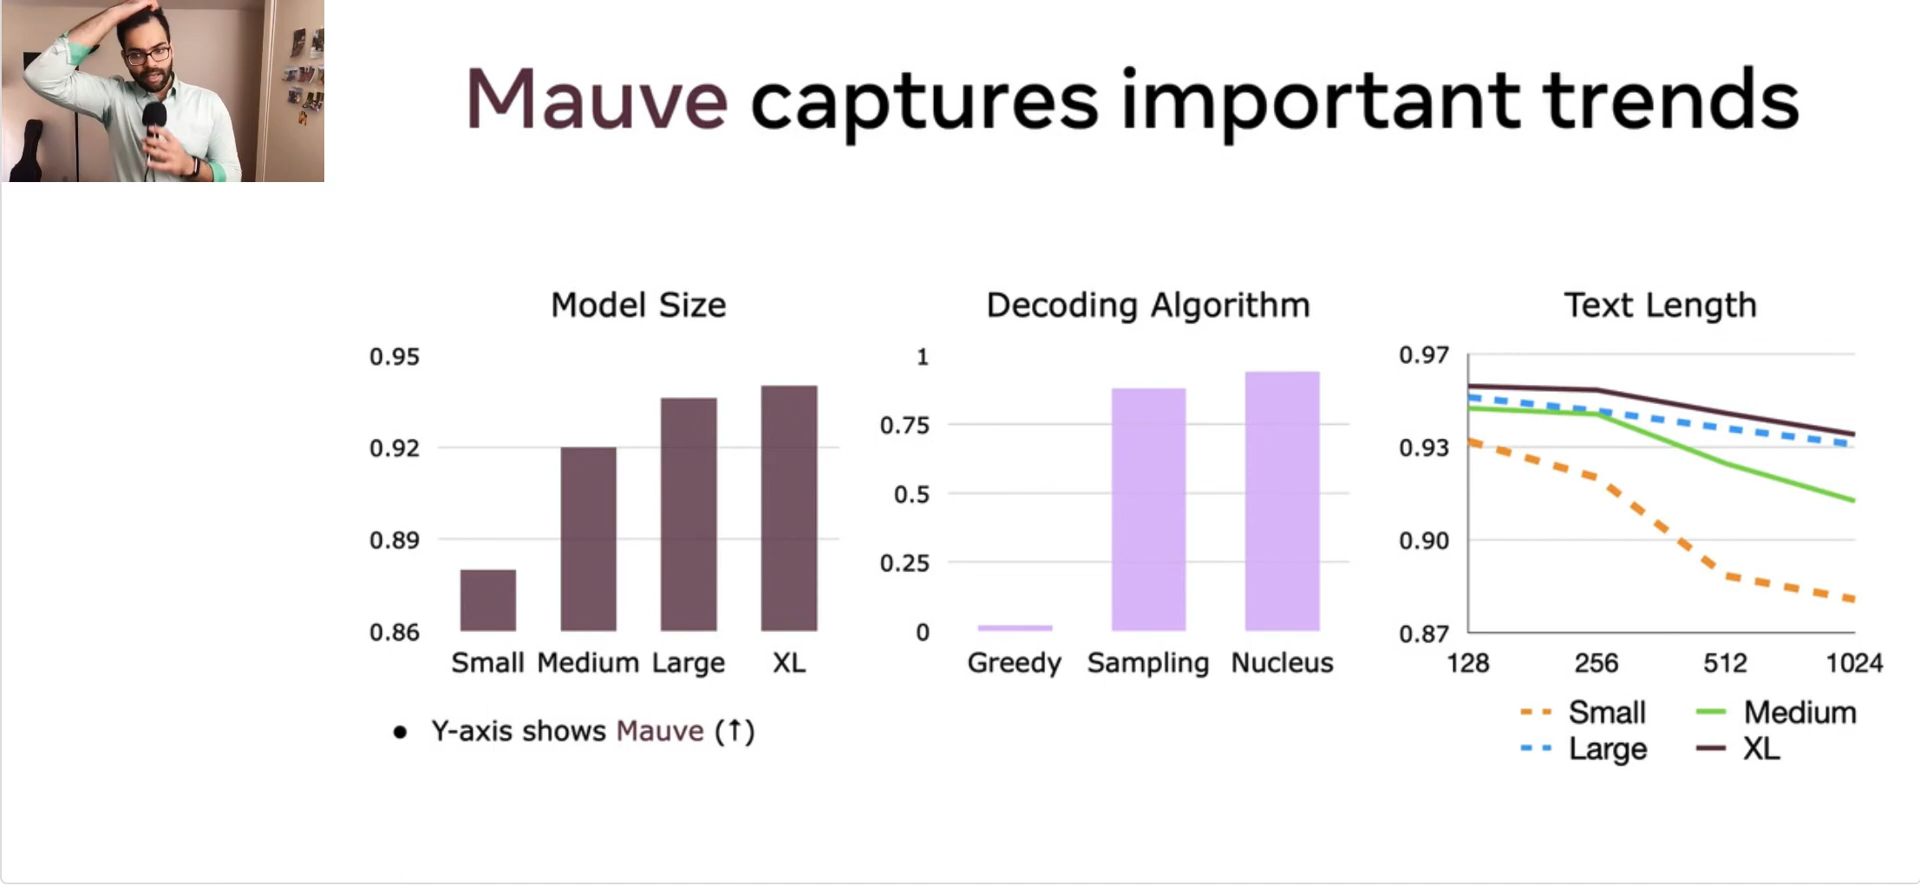 Mauve captures important trends
Model Size
0.95
0.92
0.89
0.86
Small Medium Large XL
Decoding Algorithm
1
0.75
0.5
0.25
0
Greedy Sampling Nucleus
Text Length
0.97
0.93
0.90
0.87
128 256 512 1024
Small Medium
Large XL
● Y-axis shows Mauve (↑)